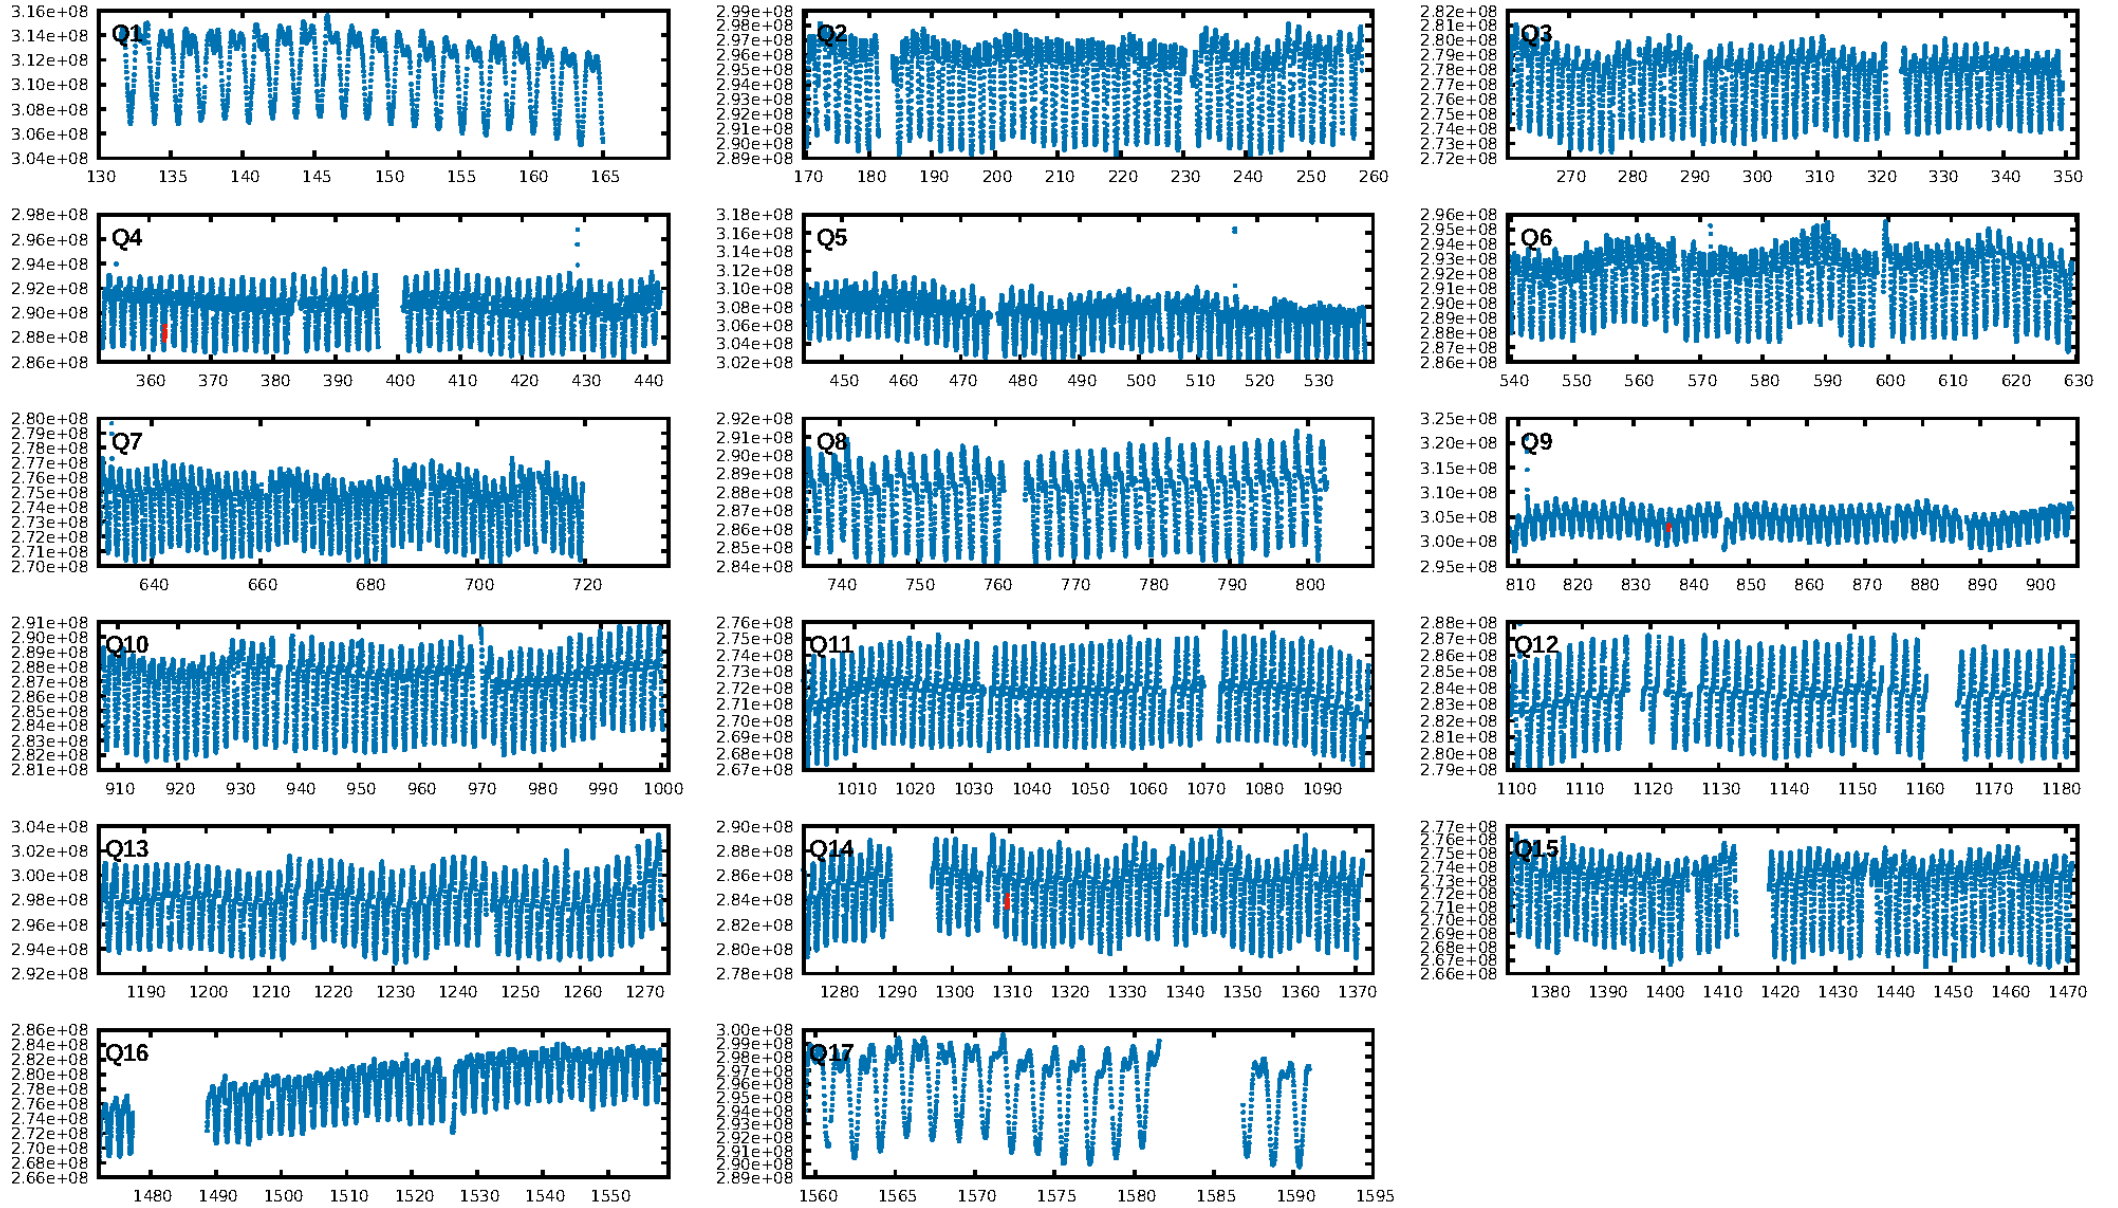 3.16e+08
3.14e+08
3.12e+08
3.10e+08
3.08e+08
3.06e+08
3.04e+08
Q1
130 135 140 145 150 155 160 165
2.99e+08
2.98e+08
2.97e+08
2.96e+08
2.95e+08
2.94e+08
2.93e+08
2.92e+08
2.91e+08
2.90e+08
2.89e+08
Q2
170 180 190 200 210 220 230 240 250 260
2.82e+08
2.81e+08
2.80e+08
2.79e+08
2.78e+08
2.77e+08
2.76e+08
2.75e+08
2.74e+08
2.73e+08
2.72e+08
Q3
270 280 290 300 310 320 330 340 350
2.98e+08
2.96e+08
2.94e+08
2.92e+08
2.90e+08
2.88e+08
2.86e+08
Q4
360 370 380 390 400 410 420 430 440
3.18e+08
3.16e+08
3.14e+08
3.12e+08
3.10e+08
3.08e+08
3.06e+08
3.04e+08
3.02e+08
Q5
450 460 470 480 490 500 510 520 530
2.96e+08
2.95e+08
2.94e+08
2.93e+08
2.92e+08
2.91e+08
2.90e+08
2.89e+08
2.88e+08
2.87e+08
2.86e+08
Q6
540 550 560 570 580 590 600 610 620 630
2.80e+08
2.79e+08
2.78e+08
2.77e+08
2.76e+08
2.75e+08
2.74e+08
2.73e+08
2.72e+08
2.71e+08
2.70e+08
Q7
640 660 680 700 720
2.92e+08
2.91e+08
2.90e+08
2.89e+08
2.88e+08
2.87e+08
2.86e+08
2.85e+08
2.84e+08
Q8
740 750 760 770 780 790 800
3.25e+08
3.20e+08
3.15e+08
3.10e+08
3.05e+08
3.00e+08
2.95e+08
Q9
810 820 830 840 850 860 870 880 890 900
2.91e+08
2.90e+08
2.89e+08
2.88e+08
2.87e+08
2.86e+08
2.85e+08
2.84e+08
2.83e+08
2.82e+08
2.81e+08
Q10
910 920 930 940 950 960 970 980 990 1000
2.76e+08
2.75e+08
2.74e+08
2.73e+08
2.72e+08
2.71e+08
2.70e+08
2.69e+08
2.68e+08
2.67e+08
Q11
1010 1020 1030 1040 1050 1060 1070 1080 1090
2.88e+08
2.87e+08
2.86e+08
2.85e+08
2.84e+08
2.83e+08
2.82e+08
2.81e+08
2.80e+08
2.79e+08
Q12
1100 1110 1120 1130 1140 1150 1160 1170 1180
3.04e+08
3.02e+08
3.00e+08
2.98e+08
2.96e+08
2.94e+08
2.92e+08
Q13
1190 1200 1210 1220 1230 1240 1250 1260 1270
2.90e+08
2.88e+08
2.86e+08
2.84e+08
2.82e+08
2.80e+08
2.78e+08
Q14
1280 1290 1300 1310 1320 1330 1340 1350 1360 1370
2.77e+08
2.76e+08
2.75e+08
2.74e+08
2.73e+08
2.72e+08
2.71e+08
2.70e+08
2.69e+08
2.68e+08
2.67e+08
2.66e+08
Q15
1380 1390 1400 1410 1420 1430 1440 1450 1460 1470
2.86e+08
2.84e+08
2.82e+08
2.80e+08
2.78e+08
2.76e+08
2.74e+08
2.72e+08
2.70e+08
2.68e+08
2.66e+08
Q16
1480 1490 1500 1510 1520 1530 1540 1550
3.00e+08
2.99e+08
2.98e+08
2.97e+08
2.96e+08
2.95e+08
2.94e+08
2.93e+08
2.92e+08
2.91e+08
2.90e+08
2.89e+08
Q17
1560 1565 1570 1575 1580 1585 1590 1595